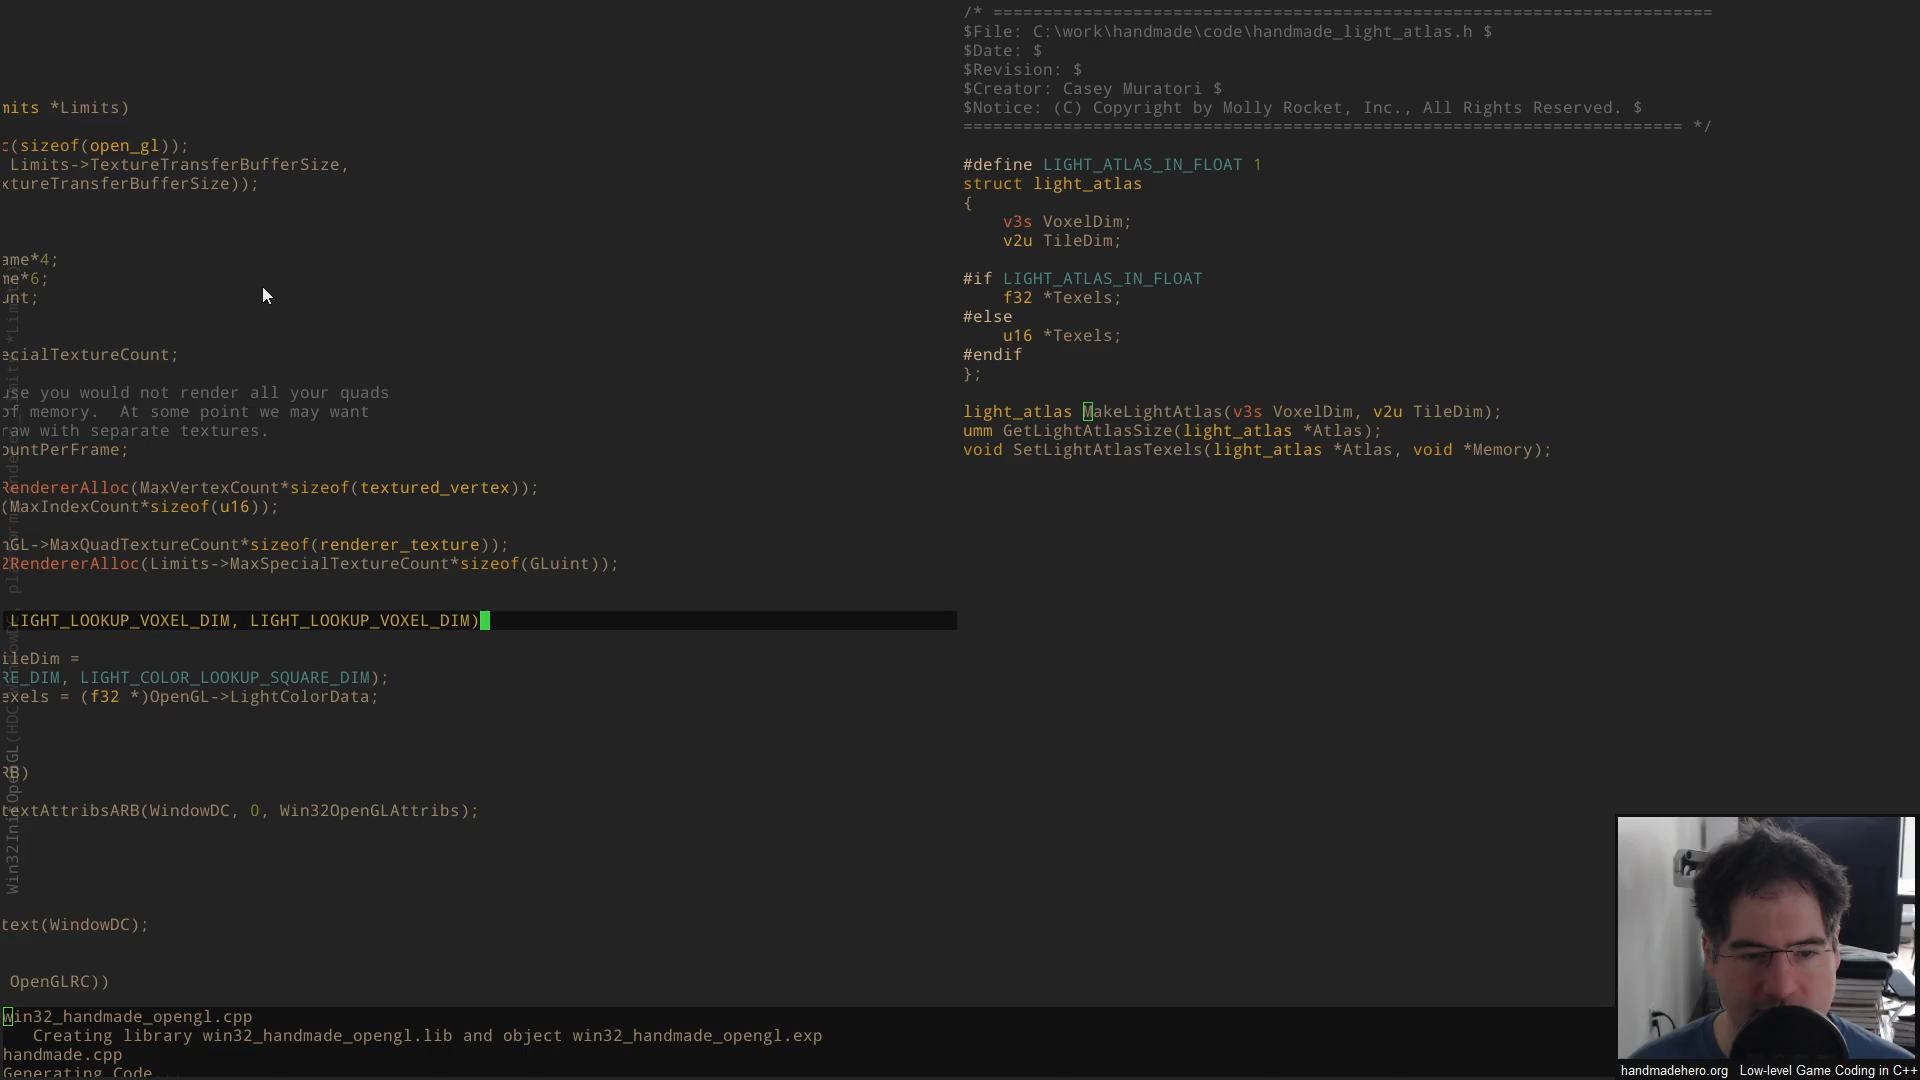 mits *Limits)
c(sizeof(open_gl));
Limits->TextureTransferBufferSize,
xtureTransferBufferSize));
ame*4;
me*6;
unt;
ecialTextureCount;
use you would not render all your quads
of memory.  At some point we may want
raw with separate textures.
ountPerFrame;
RendererAlloc(MaxVertexCount*sizeof(textured_vertex));
(MaxIndexCount*sizeof(u16));
nGL->MaxQuadTextureCount*sizeof(renderer_texture));
2RendererAlloc(Limits->MaxSpecialTextureCount*sizeof(GLuint));
LIGHT_LOOKUP_VOXEL_DIM, LIGHT_LOOKUP_VOXEL_DIM)
ileDim =
RE_DIM, LIGHT_COLOR_LOOKUP_SQUARE_DIM);
exels = (f32 *)OpenGL->LightColorData;
RB)
textAttribsARB(WindowDC, 0, Win32OpenGLAttribs);
text(WindowDC);
OpenGLRC))
/* ========================================================================
$File: C:\work\handmade\code\handmade_light_atlas.h $
$Date: $
$Revision: $
$Creator: Casey Muratori $
$Notice: (C) Copyright by Molly Rocket, Inc., All Rights Reserved. $
======================================================================== */
#define LIGHT_ATLAS_IN_FLOAT 1
struct light_atlas
{
v3s VoxelDim;
v2u TileDim;
#if LIGHT_ATLAS_IN_FLOAT
f32 *Texels;
#else
u16 *Texels;
#endif
};
light_atlas MakeLightAtlas(v3s VoxelDim, v2u TileDim);
umm GetLightAtlasSize(light_atlas *Atlas);
void SetLightAtlasTexels(light_atlas *Atlas, void *Memory);
win32_handmade_opengl.cpp
Creating library win32_handmade_opengl.lib and object win32_handmade_opengl.exp
handmade.cpp
Generating Code...
handmadehero.org   Low-level Game Coding in C++